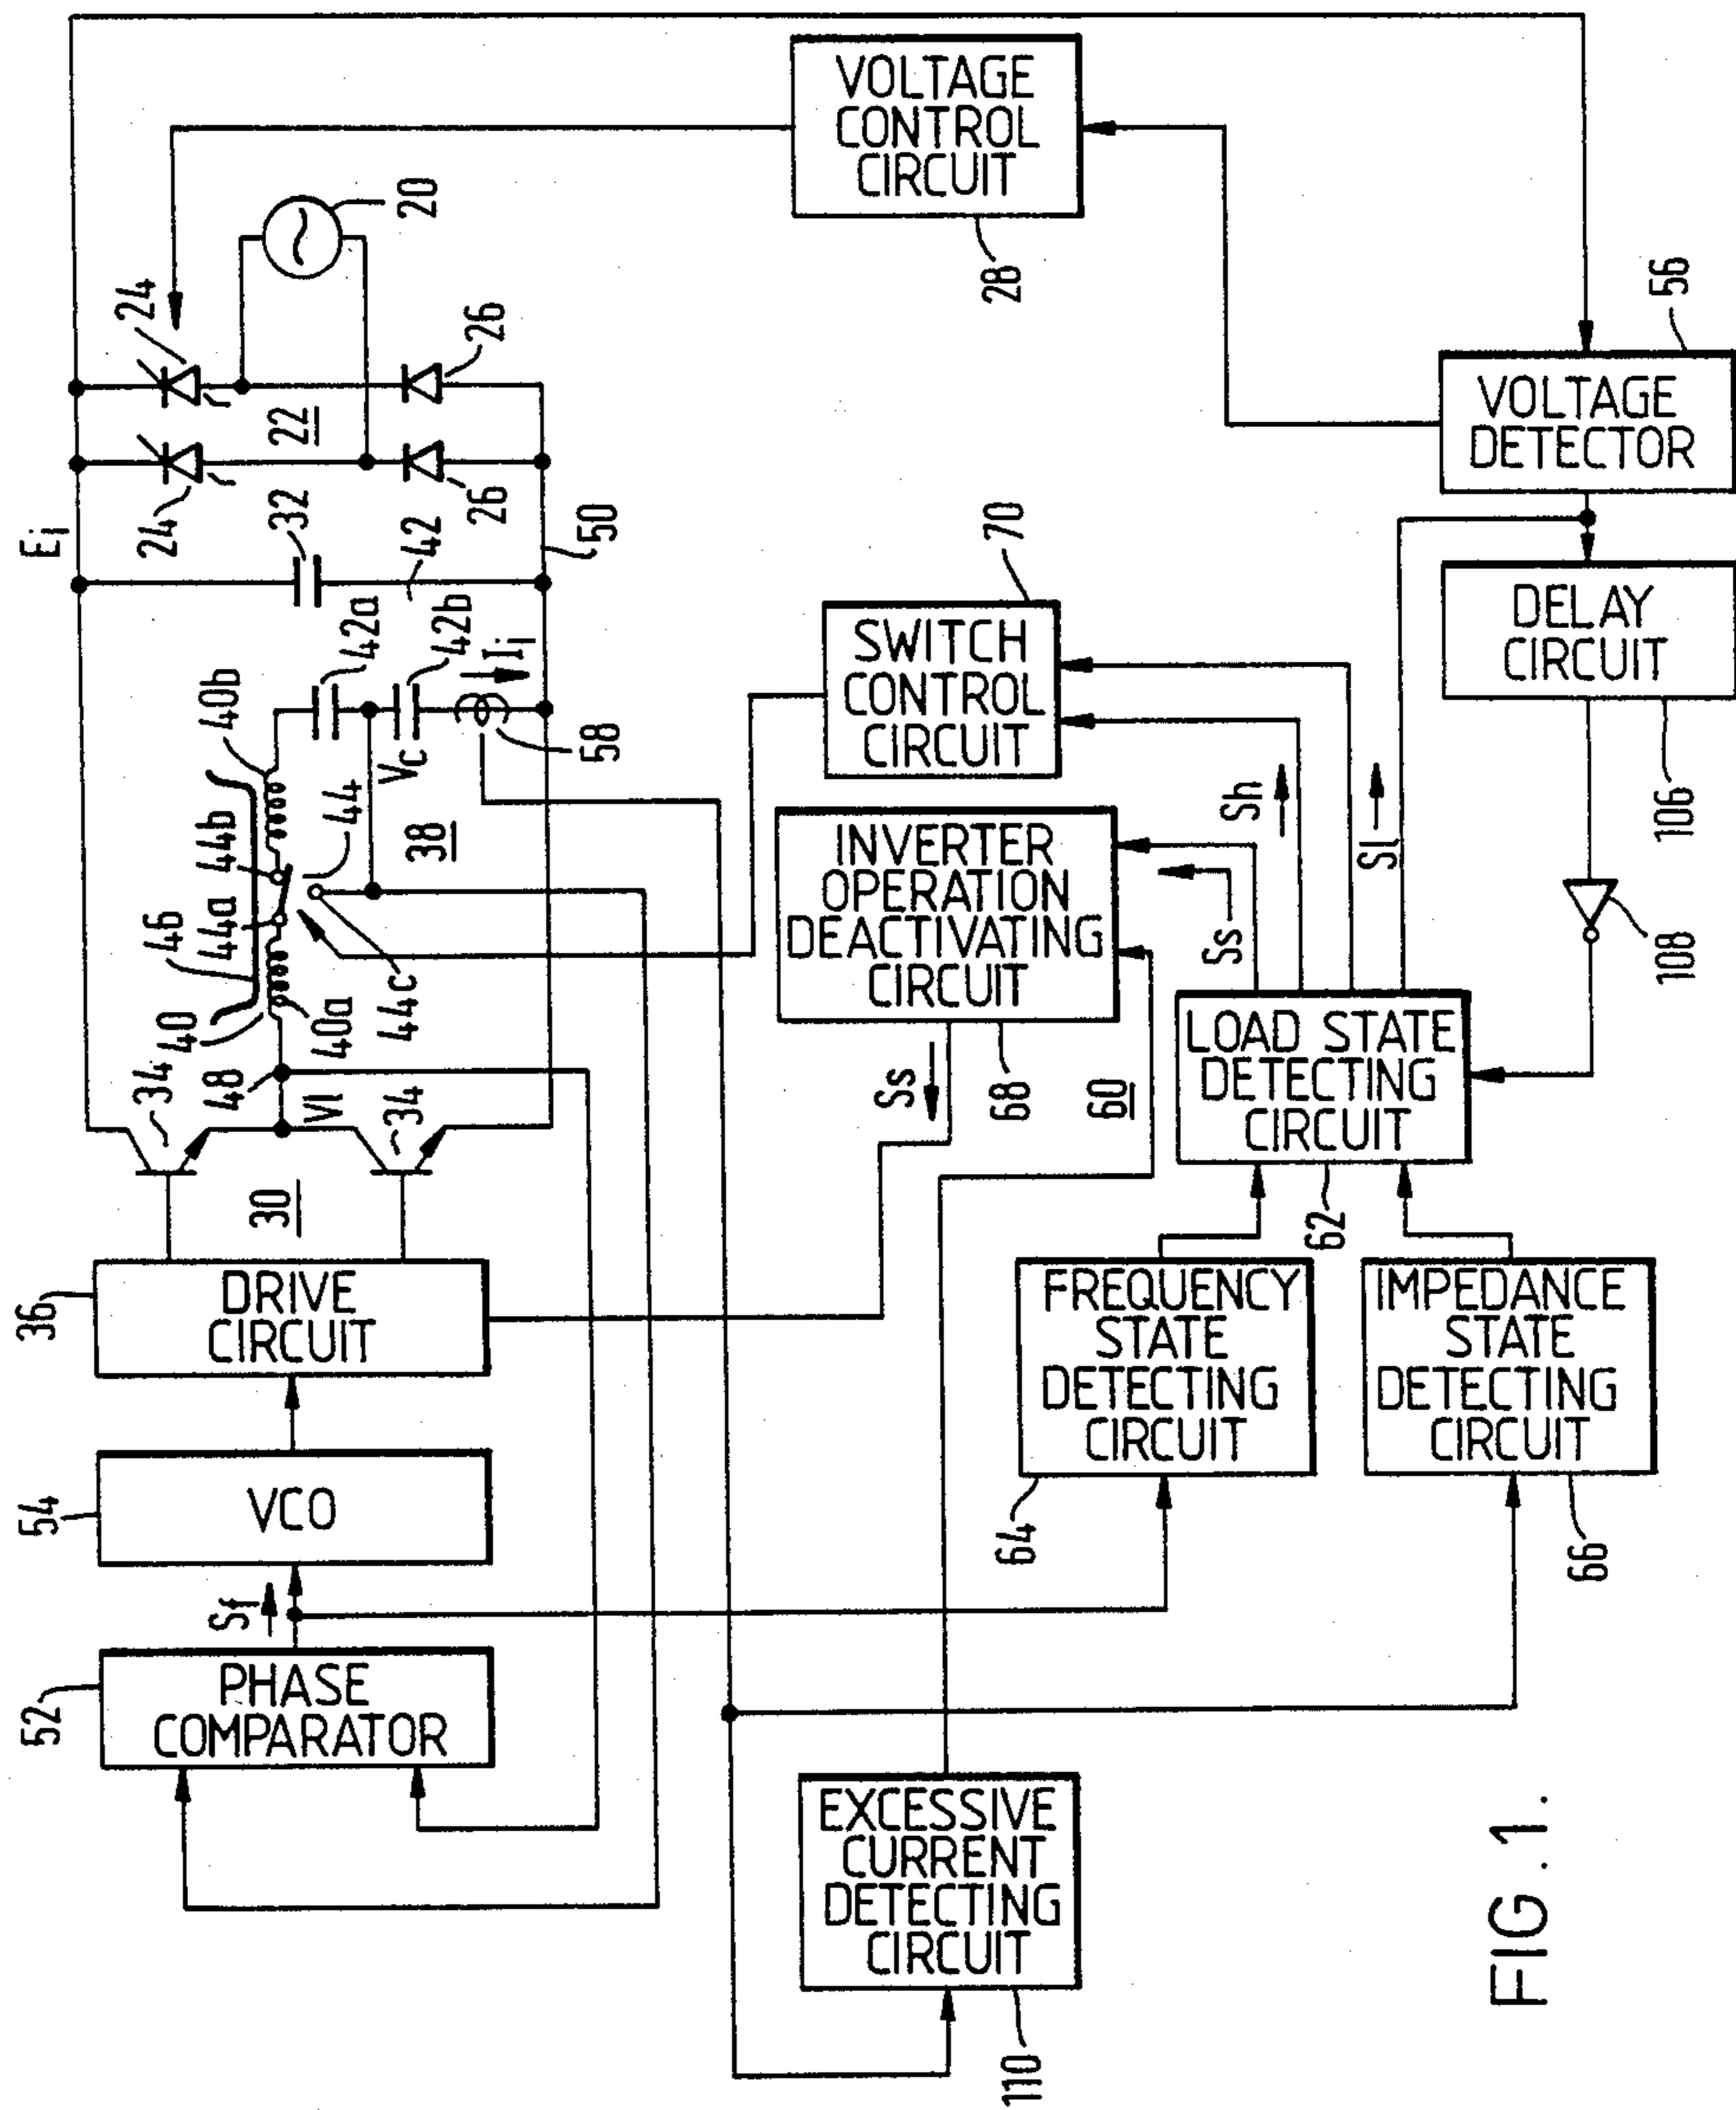 Ei
24
24
22
20
26
26
32
42
50
VOLTAGE
CONTROL
CIRCUIT
28
34
34
48
VI
40
40a
46
44a
44b
44
44c
40b
42a
42b
Vc
38
Ii
58
30
36
DRIVE
CIRCUIT
54
VCO
Sf
52
PHASE
COMPARATOR
SWITCH
CONTROL
CIRCUIT
70
INVERTER
OPERATION
DEACTIVATING
CIRCUIT
68
Ss
60
Ss
Sh
Sl
VOLTAGE
DETECTOR
56
DELAY
CIRCUIT
106
108
LOAD STATE
DETECTING
CIRCUIT
62
FREQUENCY
STATE
DETECTING
CIRCUIT
64
IMPEDANCE
STATE
DETECTING
CIRCUIT
66
EXCESSIVE
CURRENT
DETECTING
CIRCUIT
110
FIG.1.